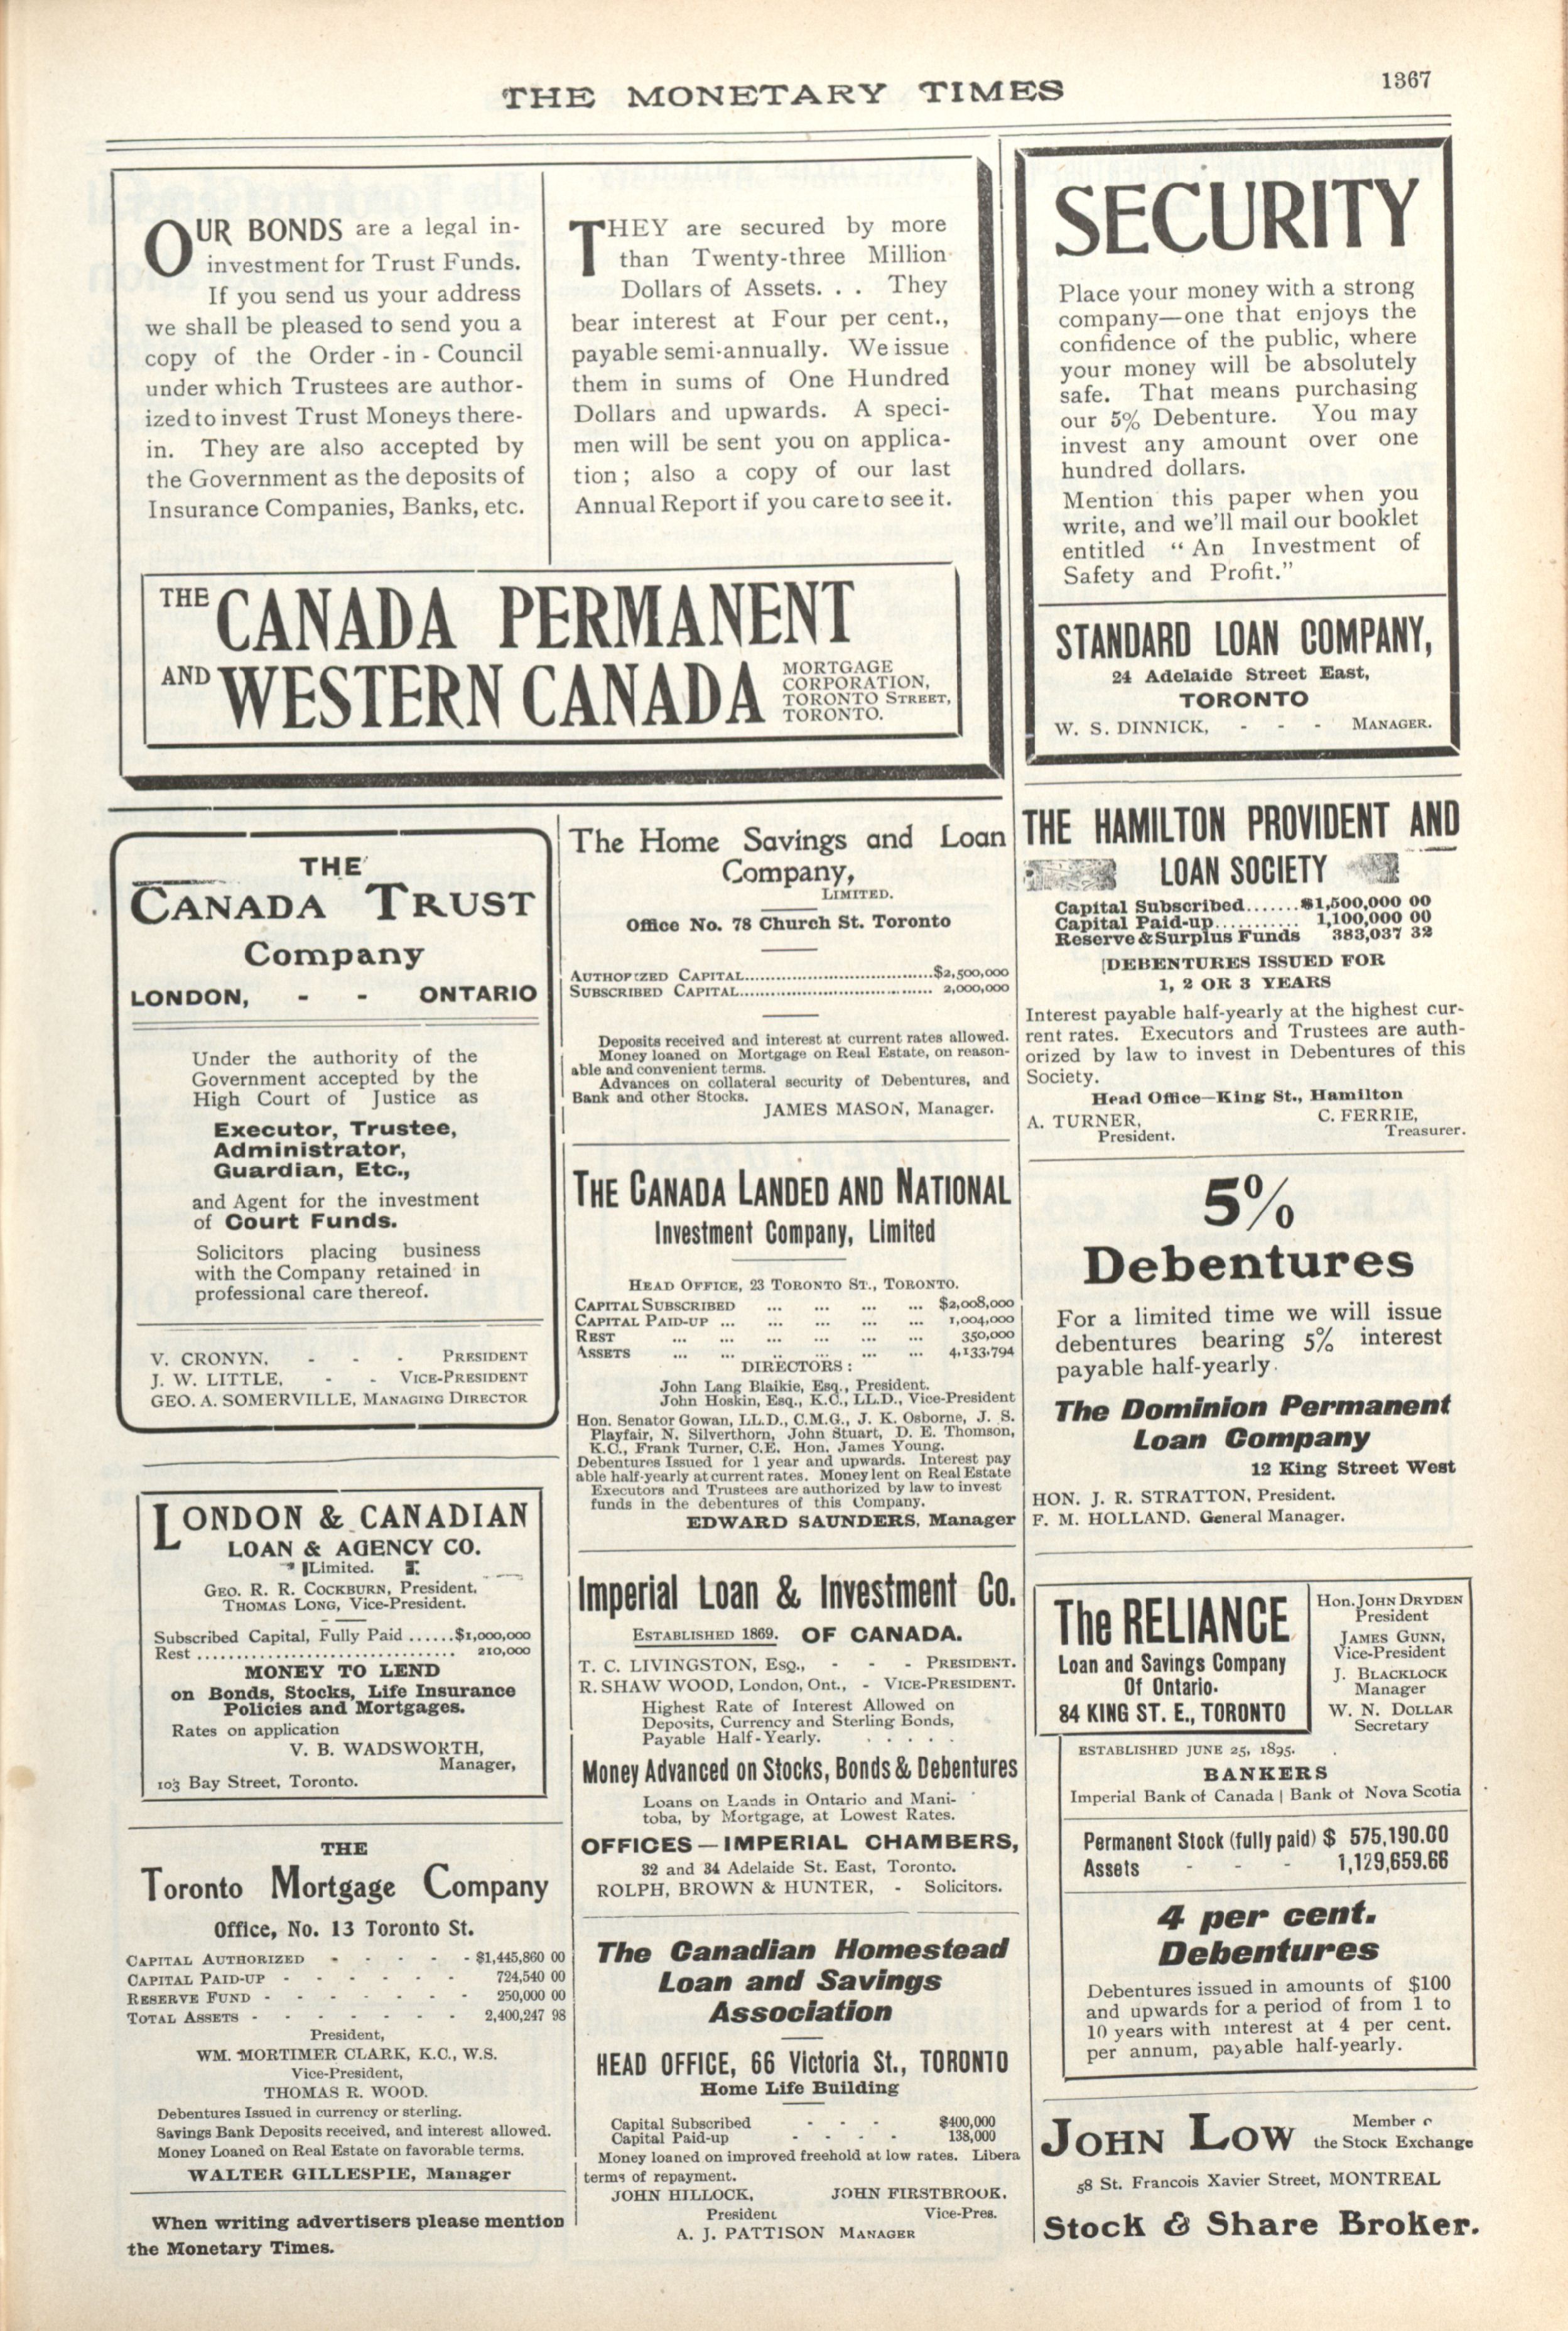 THE MONETARY TIMES
1367
OUR BONDS are a legal in-
investment for Trust Funds.
If you send us your address
we shall be pleased to send you a
copy of the Order-in-Council
under which Trustees are author-
ized to invest Trust Moneys there-
in. They are also accepted by
the Government as the deposits of
Insurance Companies, Banks, etc.
THEY are secured by more
than Twenty-three Million
Dollars of Assets. . . They
bear interest at Four per cent.,
payable semi-annually. We issue
them in sums of One Hundred
Dollars and upwards. A speci-
men will be sent you on applica-
tion; also a copy of our last
Annual Report if you care to see it.
THE CANADA PERMANENT
AND WESTERN CANADA
MORTGAGE
CORPORATION,
TORONTO STREET,
TORONTO.
SECURITY
Place your money with a strong
company—one that enjoys the
confidence of the public, where
your money will be absolutely
safe. That means purchasing
our 5% Debenture. You may
invest any amount over one
hundred dollars.
Mention this paper when you
write, and we'll mail our booklet
entitled "An Investment of
Safety and Profit."
STANDARD LOAN COMPANY,
24 Adelaide Street East,
TORONTO
W. S. DINNICK, - - - MANAGER.
THE
CANADA TRUST
Company
LONDON, - - ONTARIO
Under the authority of the
Government accepted by the
High Court of Justice as
Executor, Trustee,
Administrator,
Guardian, Etc.,
and Agent for the investment
of Court Funds.
Solicitors placing business
with the Company retained in
professional care thereof.
V. CRONYN, - - - PRESIDENT
J. W. LITTLE, - - VICE-PRESIDENT
GEO. A. SOMERVILLE, MANAGING DIRECTOR
LONDON & CANADIAN
LOAN & AGENCY CO.
Limited.
GEO. R. R. COCKBURN, President.
THOMAS LONG, Vice-President.
Subscribed Capital, Fully Paid ......$1,000,000
Rest ................................ 210,000
MONEY TO LEND
on Bonds, Stocks, Life Insurance
Policies and Mortgages.
Rates on application
V. B. WADSWORTH,
Manager,
103 Bay Street, Toronto.
THE
Toronto Mortgage Company
Office, No. 13 Toronto St.
CAPITAL AUTHORIZED - - - - - $1,445,860 00
CAPITAL PAID-UP - - - - - - 724,540 00
RESERVE FUND - - - - - - - 250,000 00
TOTAL ASSETS - - - - - - - 2,400,247 98
President,
WM. MORTIMER CLARK, K.C., W.S.
Vice-President,
THOMAS R. WOOD.
Debentures Issued in currency or sterling.
Savings Bank Deposits received, and interest allowed.
Money Loaned on Real Estate on favorable terms.
WALTER GILLESPIE, Manager
When writing advertisers please mention
the Monetary Times.
The Home Savings and Loan
Company,
LIMITED.
Office No. 78 Church St. Toronto
AUTHORIZED CAPITAL................................$2,500,000
SUBSCRIBED CAPITAL................................ 2,000,000
Deposits received and interest at current rates allowed.
Money loaned on Mortgage on Real Estate, on reason-
able and convenient terms.
Advances on collateral security of Debentures, and
Bank and other Stocks.
JAMES MASON, Manager.
THE CANADA LANDED AND NATIONAL
Investment Company, Limited
HEAD OFFICE, 23 TORONTO ST., TORONTO.
CAPITAL SUBSCRIBED ... ... ... ... $2,008,000
CAPITAL PAID-UP ... ... ... ... ... 1,004,000
REST ... ... ... ... ... ... 350,000
ASSETS ... ... ... ... ... ... 4,133,794
DIRECTORS:
John Lang Blaikie, Esq., President.
John Hoskin, Esq., K.C., LL.D., Vice-President
Hon. Senator Gowan, LL.D., C.M.G., J. K. Osborne, J. S.
Playfair, N. Silverthorn, John Stuart, D. E. Thomson,
K.C., Frank Turner, C.E. Hon. James Young.
Debentures Issued for 1 year and upwards. Interest pay
able half-yearly at current rates. Money lent on Real Estate
Executors and Trustees are authorized by law to invest
funds in the debentures of this Company.
EDWARD SAUNDERS, Manager
Imperial Loan & Investment Co.
ESTABLISHED 1869. OF CANADA.
T. C. LIVINGSTON, ESQ., - - - PRESIDENT.
R. SHAW WOOD, London, Ont., - VICE-PRESIDENT.
Highest Rate of Interest Allowed on
Deposits, Currency and Sterling Bonds,
Payable Half-Yearly. . . . . .
Money Advanced on Stocks, Bonds & Debentures
Loans on Lands in Ontario and Mani-
toba, by Mortgage, at Lowest Rates.
OFFICES—IMPERIAL CHAMBERS,
32 and 34 Adelaide St. East, Toronto.
ROLPH, BROWN & HUNTER, - Solicitors.
The Canadian Homestead
Loan and Savings
Association
HEAD OFFICE, 66 Victoria St., TORONTO
Home Life Building
Capital Subscribed - - - $400,000
Capital Paid-up - - - - 138,000
Money loaned on improved freehold at low rates. Libera
terms of repayment.
JOHN HILLOCK, JOHN FIRSTBROOK,
President Vice-Pres.
A. J. PATTISON MANAGER
THE HAMILTON PROVIDENT AND
LOAN SOCIETY
Capital Subscribed.......$1,500,000 00
Capital Paid-up........... 1,100,000 00
Reserve & Surplus Funds 383,037 32
DEBENTURES ISSUED FOR
1, 2 OR 3 YEARS
Interest payable half-yearly at the highest cur-
rent rates. Executors and Trustees are auth-
orized by law to invest in Debentures of this
Society.
Head Office—King St., Hamilton
A. TURNER, C. FERRIE,
President. Treasurer.
5%
Debentures
For a limited time we will issue
debentures bearing 5% interest
payable half-yearly.
The Dominion Permanent
Loan Company
12 King Street West
HON. J. R. STRATTON, President.
F. M. HOLLAND, General Manager.
The RELIANCE
Loan and Savings Company
Of Ontario.
84 KING ST. E., TORONTO
Hon. JOHN DRYDEN
President
JAMES GUNN,
Vice-President
J. BLACKLOCK
Manager
W. N. DOLLAR
Secretary
ESTABLISHED JUNE 25, 1895.
BANKERS
Imperial Bank of Canada | Bank of Nova Scotia
Permanent Stock (fully paid) $ 575,190.00
Assets - - - 1,129,659.66
4 per cent.
Debentures
Debentures issued in amounts of $100
and upwards for a period of from 1 to
10 years with interest at 4 per cent.
per annum, payable half-yearly.
JOHN LOW
Member o
the Stock Exchange
58 St. Francois Xavier Street, MONTREAL
Stock & Share Broker.